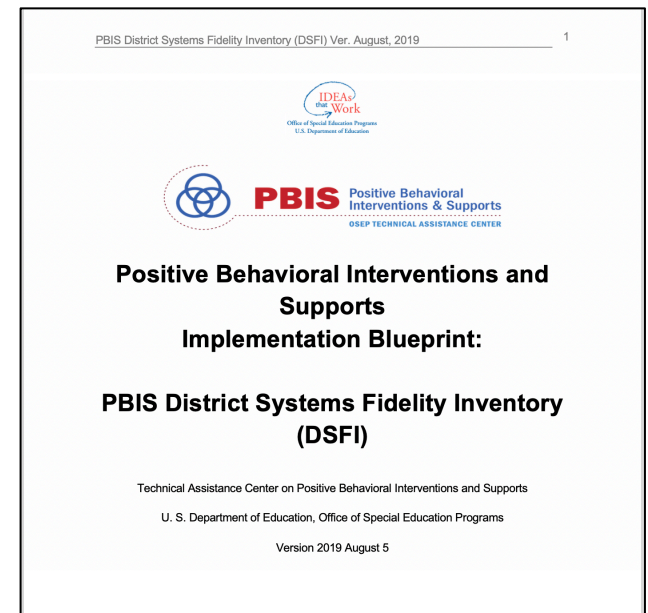 PBIS District Systems Fidelity Inventory (DSFI) Ver. August, 2019 1
IDEAs
that Work
Office of Special Education Programs
U.S. Department of Education
PBIS Positive Behavioral
Interventions & Supports
OSEP TECHNICAL ASSISTANCE CENTER
Positive Behavioral Interventions and
Supports
Implementation Blueprint:
PBIS District Systems Fidelity Inventory
(DSFI)
Technical Assistance Center on Positive Behavioral Interventions and Supports
U. S. Department of Education, Office of Special Education Programs
Version 2019 August 5